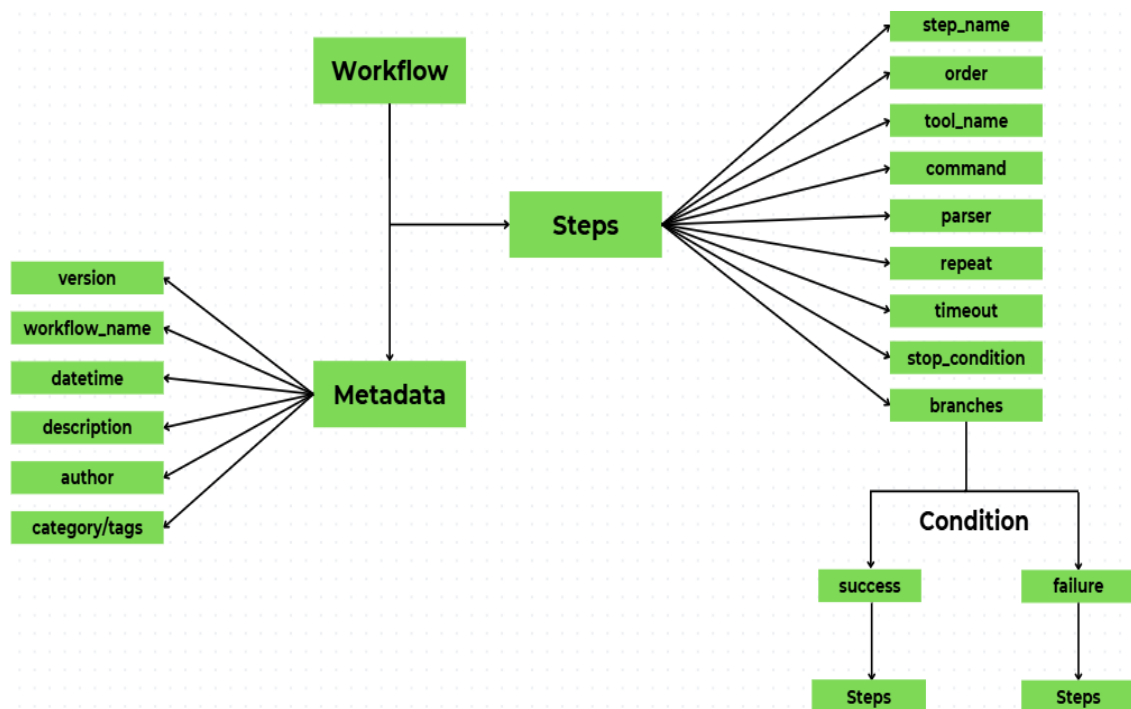 Workflow
Steps
Metadata
version
workflow_name
datetime
description
author
category/tags
step_name
order
tool_name
command
parser
repeat
timeout
stop_condition
branches
Condition
success
failure
Steps
Steps